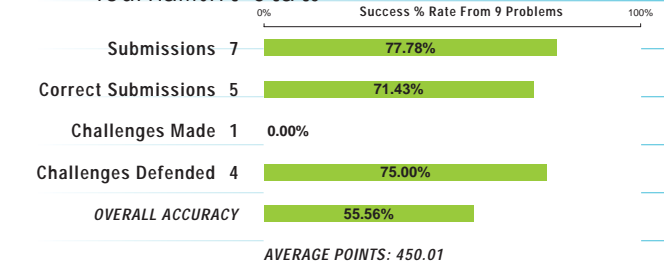 0% Success % Rate From 9 Problems 100%
Submissions 7 77.78%
Correct Submissions 5 71.43%
Challenges Made 1 0.00%
Challenges Defended 4 75.00%
OVERALL ACCURACY 55.56%
AVERAGE POINTS: 450.01